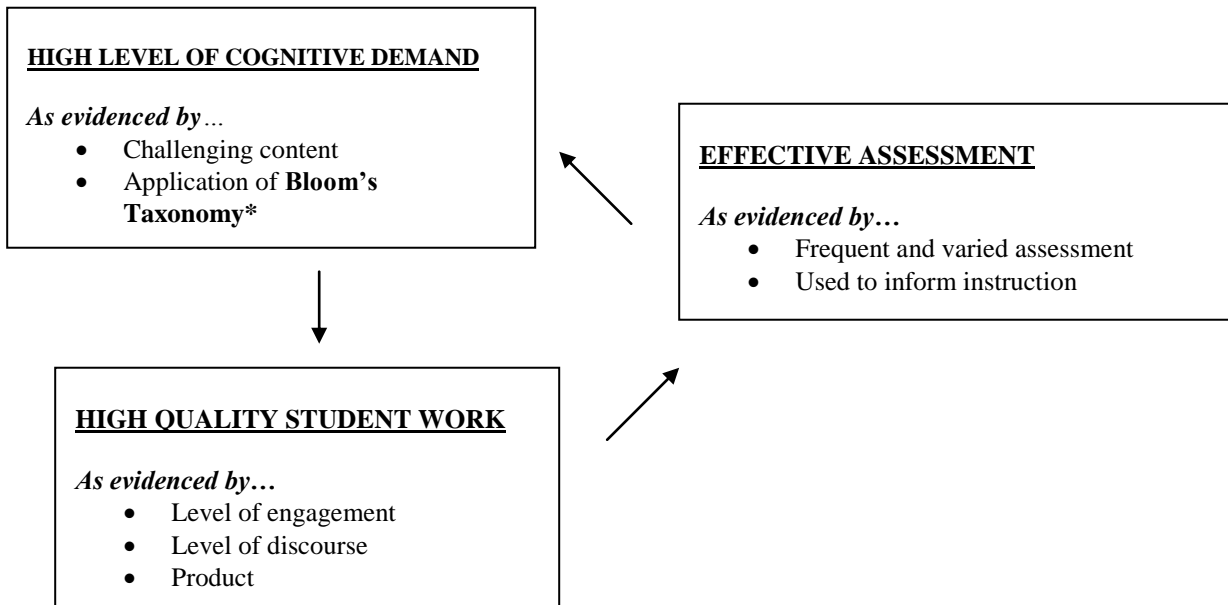 HIGH LEVEL OF COGNITIVE DEMAND
As evidenced by…
• Challenging content
• Application of Bloom’s
Taxonomy*
EFFECTIVE ASSESSMENT
As evidenced by…
• Frequent and varied assessment
• Used to inform instruction
HIGH QUALITY STUDENT WORK
As evidenced by…
• Level of engagement
• Level of discourse
• Product